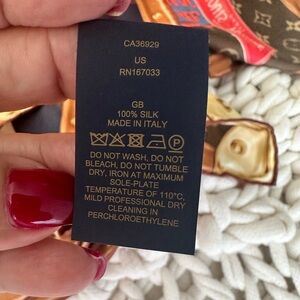 CA36929
US
RN167033
GB
100% SILK
MADE IN ITALY
DO NOT WASH, DO NOT
BLEACH, DO NOT TUMBLE
DRY, IRON AT MAXIMUM
SOLE-PLATE
TEMPERATURE OF 110°C,
MILD PROFESSIONAL DRY
CLEANING IN
PERCHLOROETHYLENE